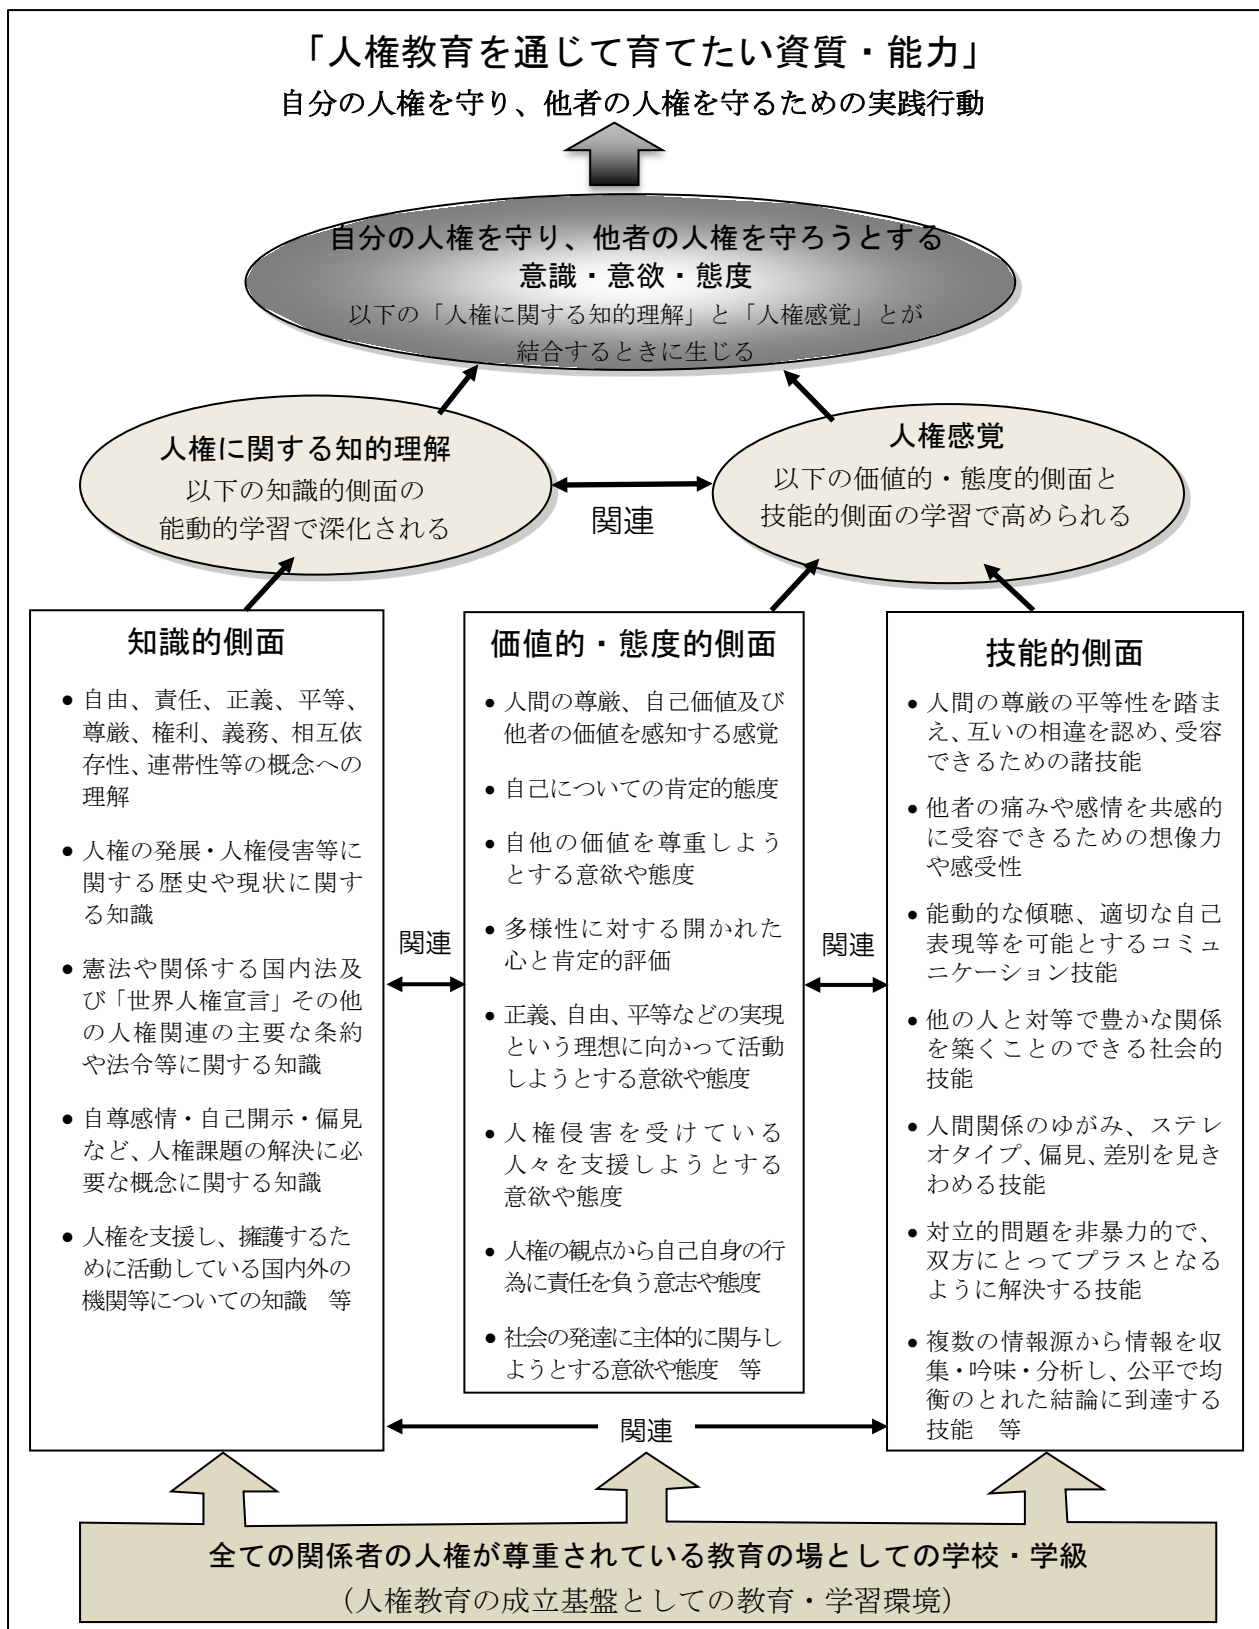 「人権教育を通じて育てたい資質・能力」
自分の人権を守り、他者の人権を守るための実践行動
自分の人権を守り、他者の人権を守ろうとする
意識・意欲・態度
以下の「人権に関する知的理解」と「人権感覚」とが
結合するときに生じる
人権に関する知的理解
以下の知識的側面の
能動的学習で深化される
関連
人権感覚
以下の価値的・態度的側面と
技能的側面の学習で高められる
知識的側面
● 自由、責任、正義、平等、
尊厳、権利、義務、相互依
存性、連帯性等の概念への
理解
● 人権の発展・人権侵害等に
関する歴史や現状に関す
る知識
● 憲法や関係する国内法及
び「世界人権宣言」その他
の人権関連の主要な条約
や法令等に関する知識
● 自尊感情・自己開示・偏見
など、人権課題の解決に必
要な概念に関する知識
● 人権を支援し、擁護するた
めに活動している国内外の
機関等についての知識　等
関連
価値的・態度的側面
● 人間の尊厳、自己価値及び
他者の価値を感知する感覚
● 自己についての肯定的態度
● 自他の価値を尊重しよう
とする意欲や態度
● 多様性に対する開かれた
心と肯定的評価
● 正義、自由、平等などの実現
という理想に向かって活動
しようとする意欲や態度
● 人権侵害を受けている
人々を支援しようとする
意欲や態度
● 人権の観点から自己自身の行
為に責任を負う意志や態度
● 社会の発達に主体的に関与し
ようとする意欲や態度　等
関連
技能的側面
● 人間の尊厳の平等性を踏ま
え、互いの相違を認め、受容
できるための諸技能
● 他者の痛みや感情を共感的
に受容できるための想像力
や感受性
● 能動的な傾聴、適切な自己
表現等を可能とするコミュ
ニケーション技能
● 他の人と対等で豊かな関係
を築くことのできる社会的
技能
● 人間関係のゆがみ、ステレ
オタイプ、偏見、差別を見き
わめる技能
● 対立的問題を非暴力的で、
双方にとってプラスとなる
ように解決する技能
● 複数の情報源から情報を収
集・吟味・分析し、公平で均
衡のとれた結論に到達する
技能　等
関連
全ての関係者の人権が尊重されている教育の場としての学校・学級
（人権教育の成立基盤としての教育・学習環境）